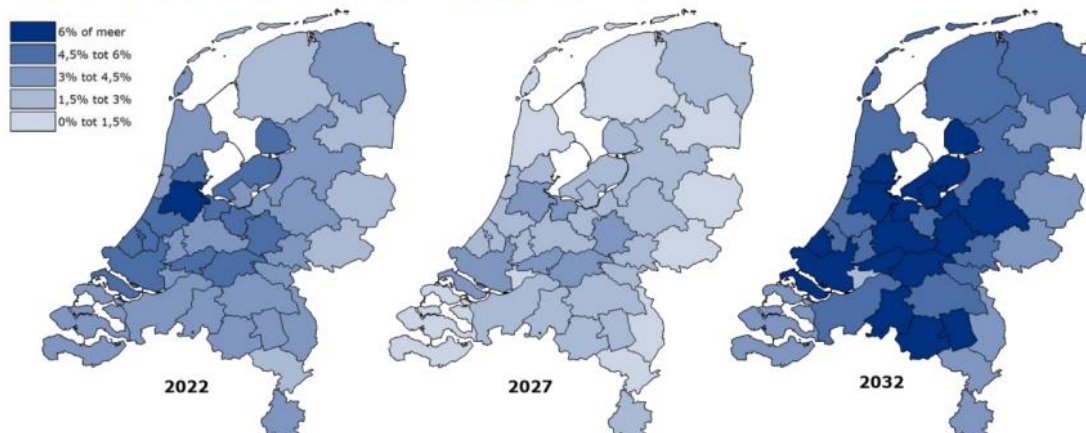 6% of meer
4,5% tot 6%
3% tot 4,5%
1,5% tot 3%
0% tot 1,5%
2022
2027
2032